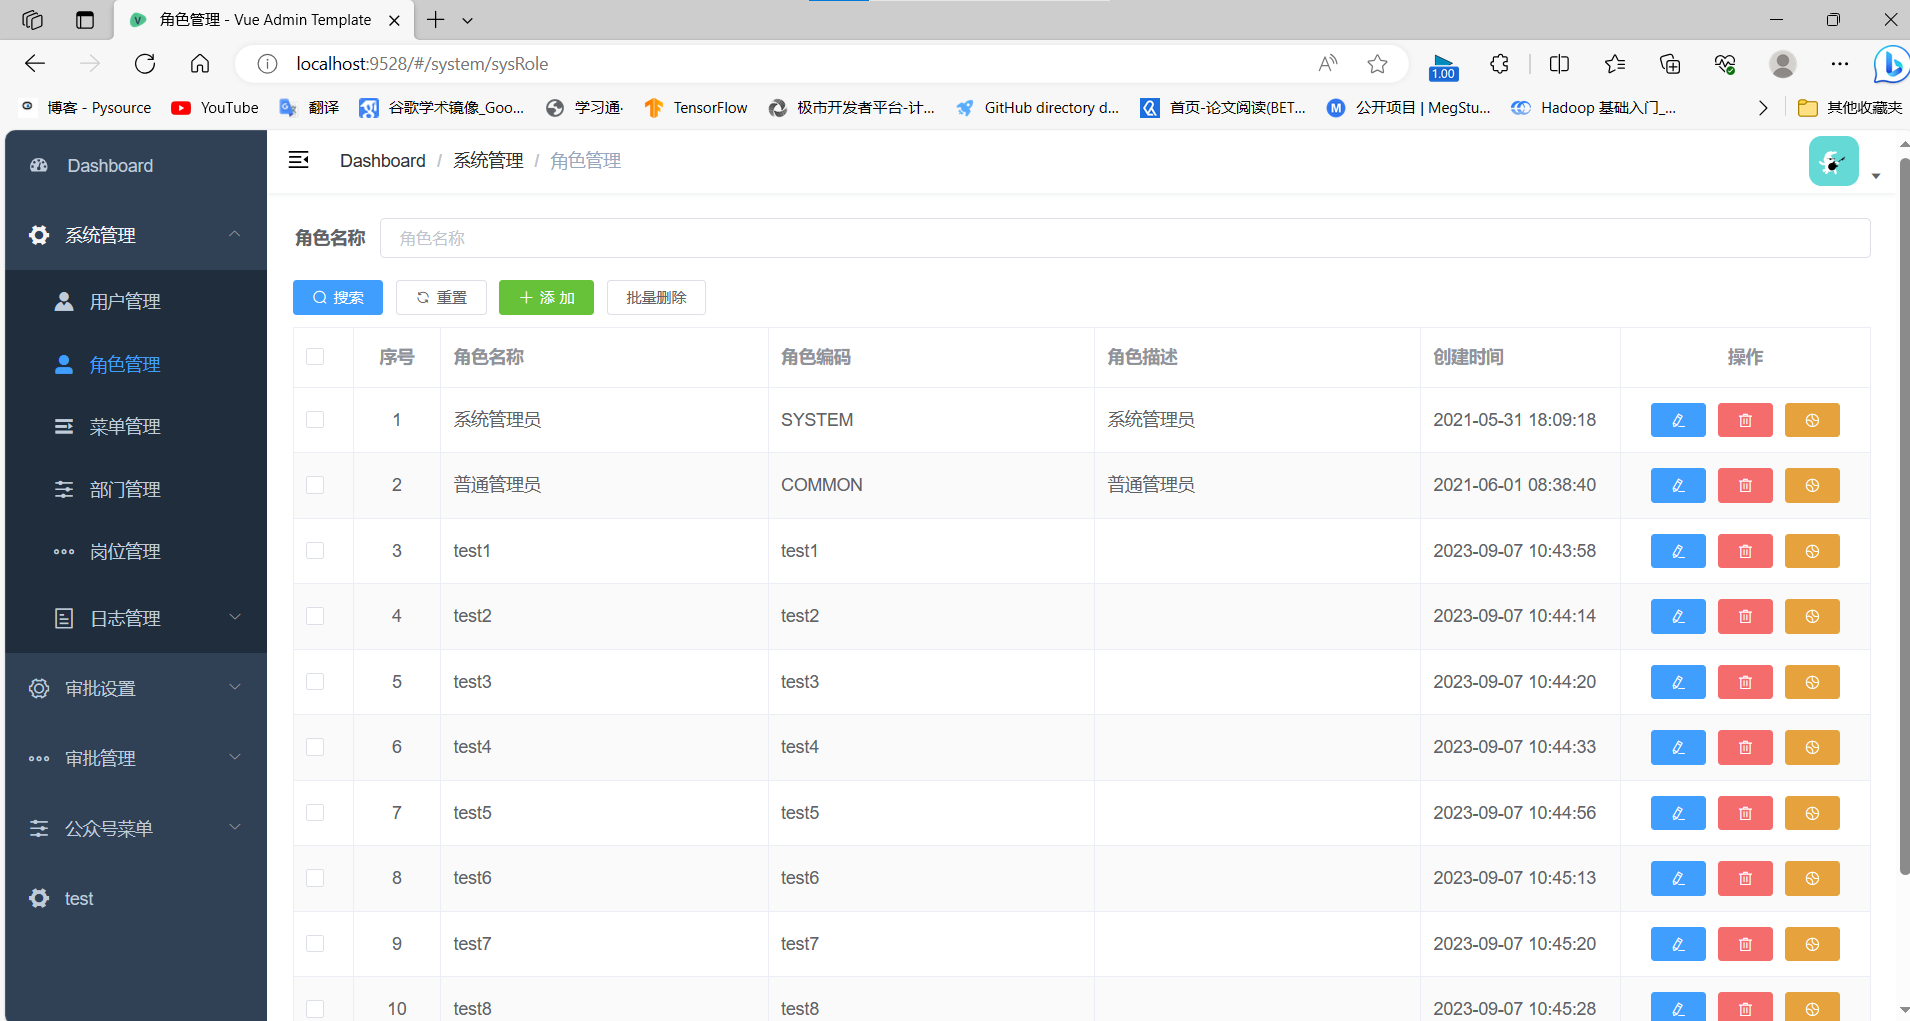 角色管理 - Vue Admin Template
localhost:9528/#/system/sysRole
1.00
博客 - Pysource
YouTube
翻译
谷歌学术镜像_Goo...
学习通·
TensorFlow
极市开发者平台-计...
GitHub directory d...
首页-论文阅读(BET...
公开项目 | MegStu...
Hadoop 基础入门_...
其他收藏夹
Dashboard
系统管理
用户管理
角色管理
菜单管理
部门管理
岗位管理
日志管理
审批设置
审批管理
公众号菜单
test
Dashboard / 系统管理 / 角色管理
角色名称 角色名称
搜索 重置 添 加 批量删除
序号 角色名称 角色编码 角色描述 创建时间 操作
1 系统管理员 SYSTEM 系统管理员 2021-05-31 18:09:18
2 普通管理员 COMMON 普通管理员 2021-06-01 08:38:40
3 test1 test1 2023-09-07 10:43:58
4 test2 test2 2023-09-07 10:44:14
5 test3 test3 2023-09-07 10:44:20
6 test4 test4 2023-09-07 10:44:33
7 test5 test5 2023-09-07 10:44:56
8 test6 test6 2023-09-07 10:45:13
9 test7 test7 2023-09-07 10:45:20
10 test8 test8 2023-09-07 10:45:28